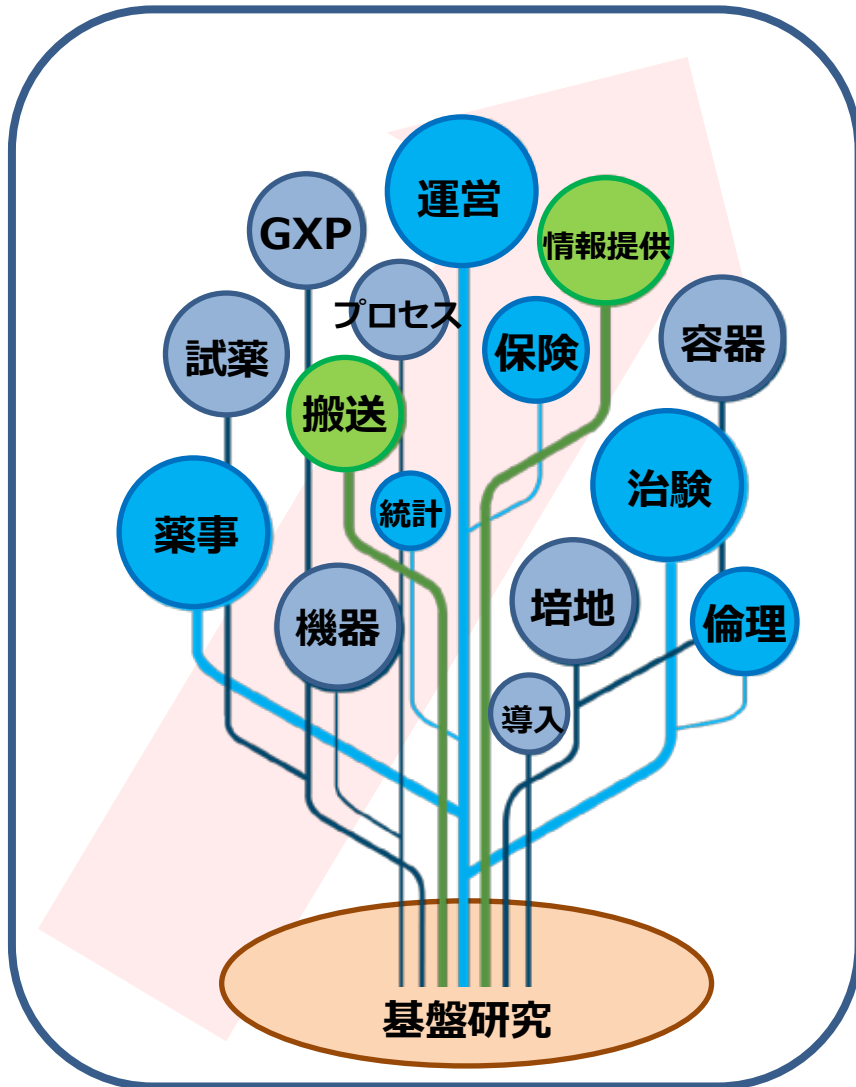 運営
GXP
情報提供
プロセス
保険
容器
試薬
搬送
治験
統計
薬事
培地
機器
倫理
導入
基盤研究